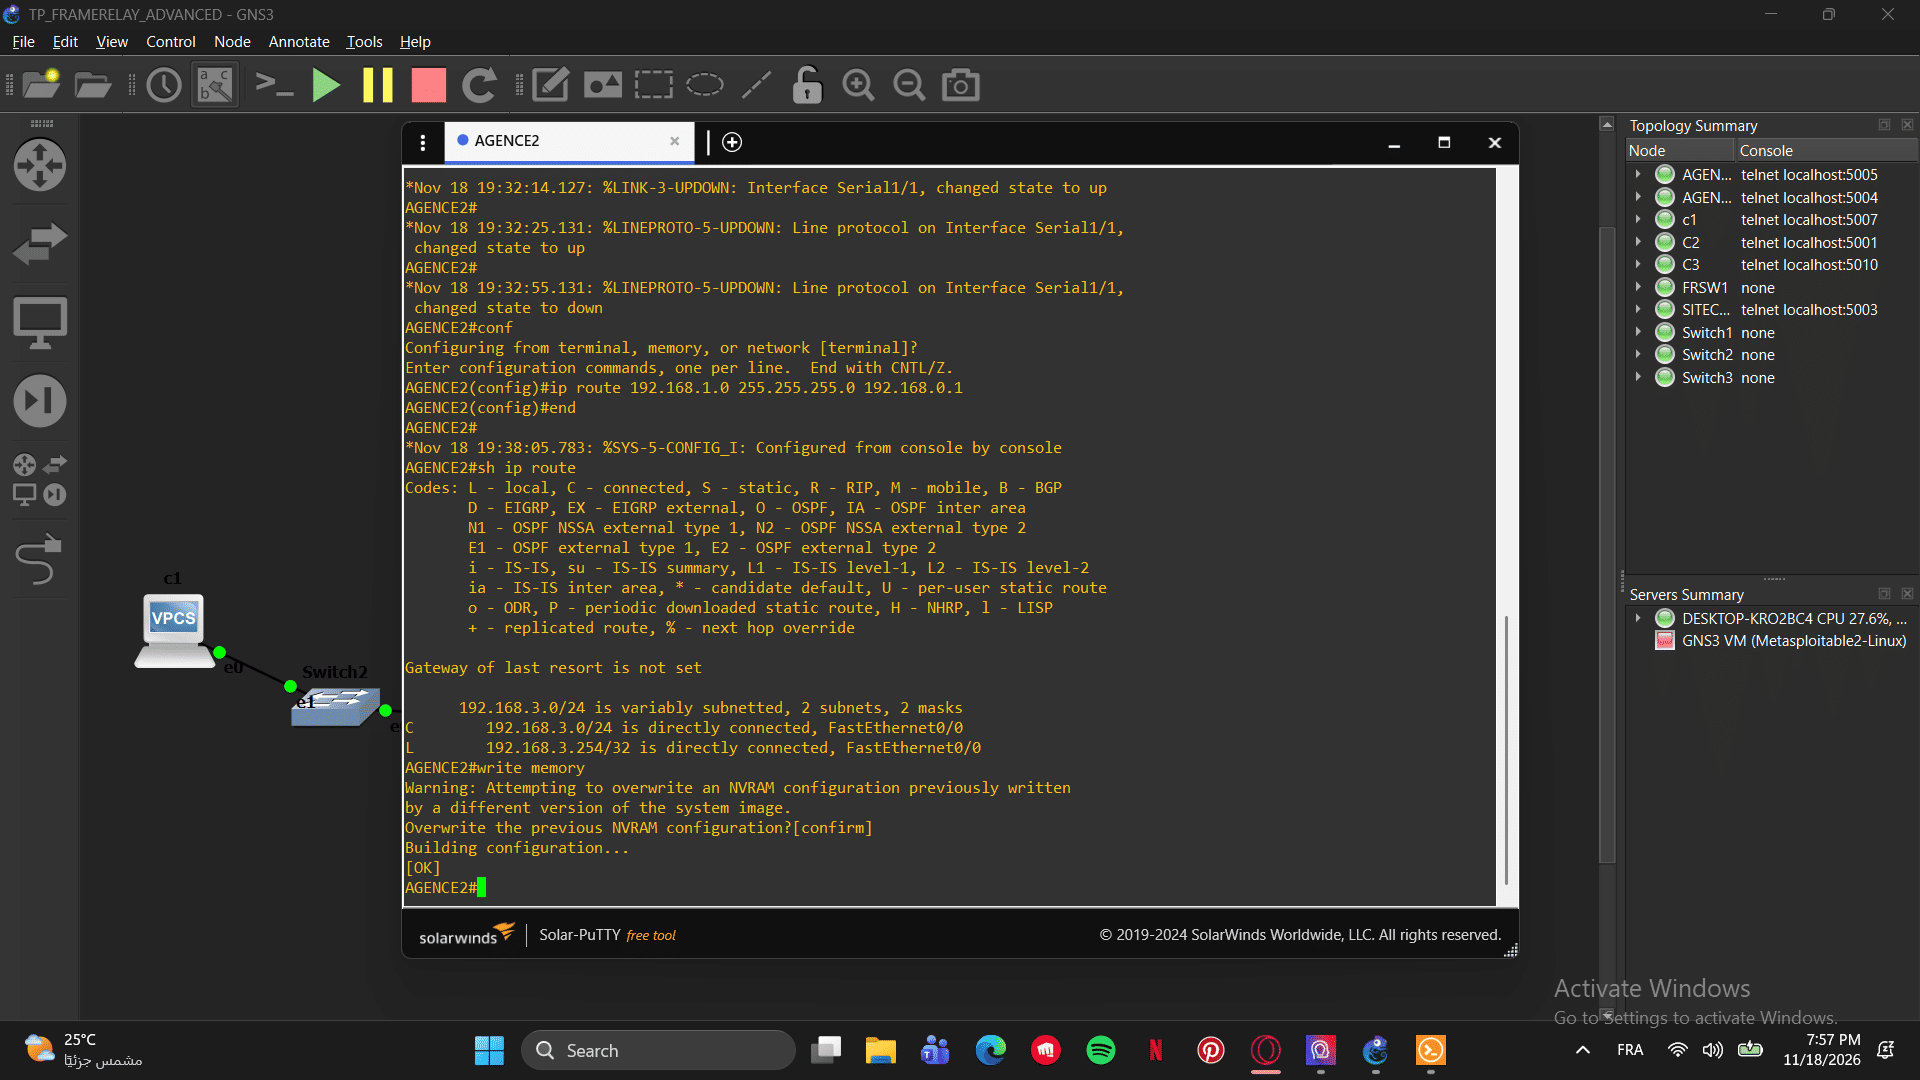 TP_FRAMERELAY_ADVANCED - GNS3
File Edit View Control Node Annotate Tools Help
AGENCE2
*Nov 18 19:32:14.127: %LINK-3-UPDOWN: Interface Serial1/1, changed state to up
AGENCE2#
*Nov 18 19:32:25.131: %LINEPROTO-5-UPDOWN: Line protocol on Interface Serial1/1,
changed state to up
AGENCE2#
*Nov 18 19:32:55.131: %LINEPROTO-5-UPDOWN: Line protocol on Interface Serial1/1,
changed state to down
AGENCE2#conf
Configuring from terminal, memory, or network [terminal]?
Enter configuration commands, one per line.  End with CNTL/Z.
AGENCE2(config)#ip route 192.168.1.0 255.255.255.0 192.168.0.1
AGENCE2(config)#end
AGENCE2#
*Nov 18 19:38:05.783: %SYS-5-CONFIG_I: Configured from console by console
AGENCE2#sh ip route
Codes: L - local, C - connected, S - static, R - RIP, M - mobile, B - BGP
D - EIGRP, EX - EIGRP external, O - OSPF, IA - OSPF inter area
N1 - OSPF NSSA external type 1, N2 - OSPF NSSA external type 2
E1 - OSPF external type 1, E2 - OSPF external type 2
i - IS-IS, su - IS-IS summary, L1 - IS-IS level-1, L2 - IS-IS level-2
ia - IS-IS inter area, * - candidate default, U - per-user static route
o - ODR, P - periodic downloaded static route, H - NHRP, l - LISP
+ - replicated route, % - next hop override
Gateway of last resort is not set
192.168.3.0/24 is variably subnetted, 2 subnets, 2 masks
C 192.168.3.0/24 is directly connected, FastEthernet0/0
L 192.168.3.254/32 is directly connected, FastEthernet0/0
AGENCE2#write memory
Warning: Attempting to overwrite an NVRAM configuration previously written
by a different version of the system image.
Overwrite the previous NVRAM configuration?[confirm]
Building configuration...
[OK]
AGENCE2#
solarwinds
Solar-PuTTY free tool
© 2019-2024 SolarWinds Worldwide, LLC. All rights reserved.
c1
VPCS
e0
Switch2
e1
Topology Summary
Node Console
AGEN... telnet localhost:5005
AGEN... telnet localhost:5004
c1 telnet localhost:5007
C2 telnet localhost:5001
C3 telnet localhost:5010
FRSW1 none
SITEC... telnet localhost:5003
Switch1 none
Switch2 none
Switch3 none
Servers Summary
DESKTOP-KRO2BC4 CPU 27.6%, ...
GNS3 VM (Metasploitable2-Linux)
Activate Windows
Go to Settings to activate Windows.
25°C
مشمس جزئيًا
Search
FRA
7:57 PM
11/18/2026